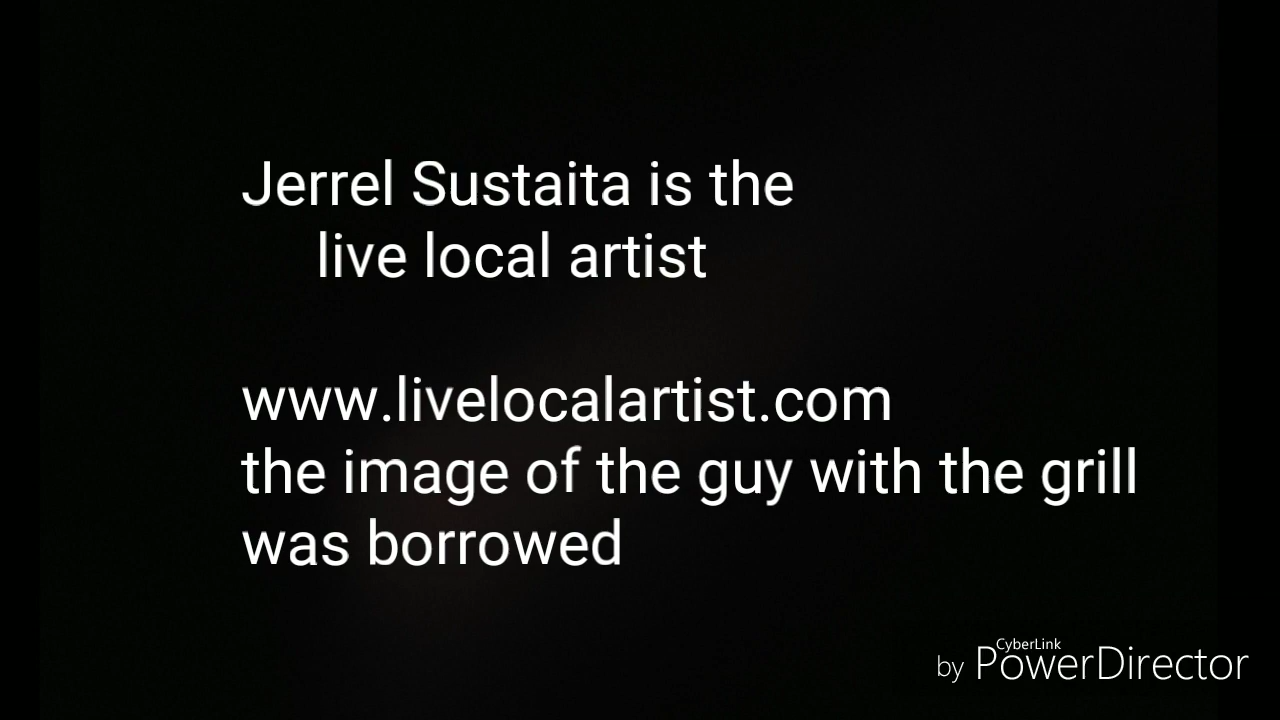 Jerrel Sustaita is the
live local artist
www.livelocalartist.com
the image of the guy with the grill
was borrowed
CyberLink
by PowerDirector